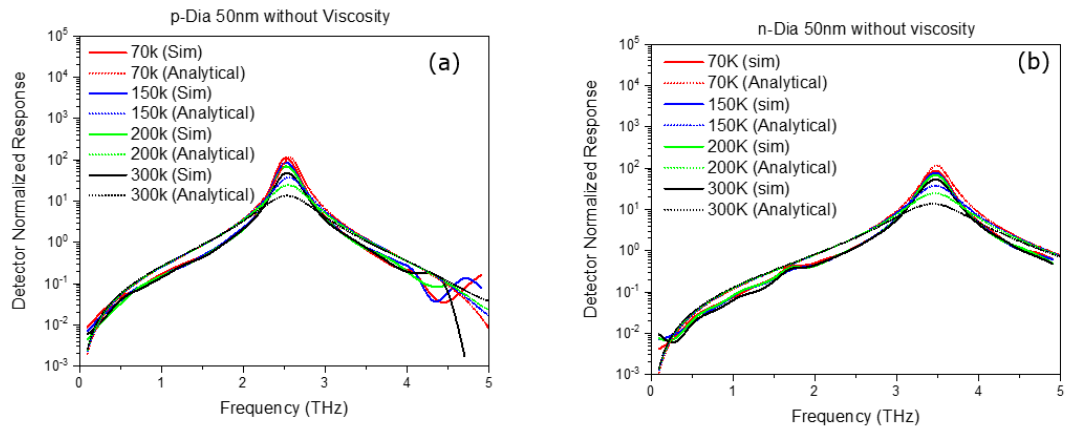 p-Dia 50nm without Viscosity
(a)
Detector Normalized Response
10^5
10^4
10^3
10^2
10^1
10^0
10^-1
10^-2
10^-3
70k (Sim)
70k (Analytical)
150k (Sim)
150k (Analytical)
200k (Sim)
200k (Analytical)
300k (Sim)
300k (Analytical)
0 1 2 3 4 5
Frequency (THz)
n-Dia 50nm without viscosity
(b)
Detector Normalized Response
10^5
10^4
10^3
10^2
10^1
10^0
10^-1
10^-2
10^-3
70K (sim)
70K (Analytical)
150K (sim)
150K (Analytical)
200K (sim)
200K (Analytical)
300K (sim)
300K (Analytical)
0 1 2 3 4 5
Frequency (THz)